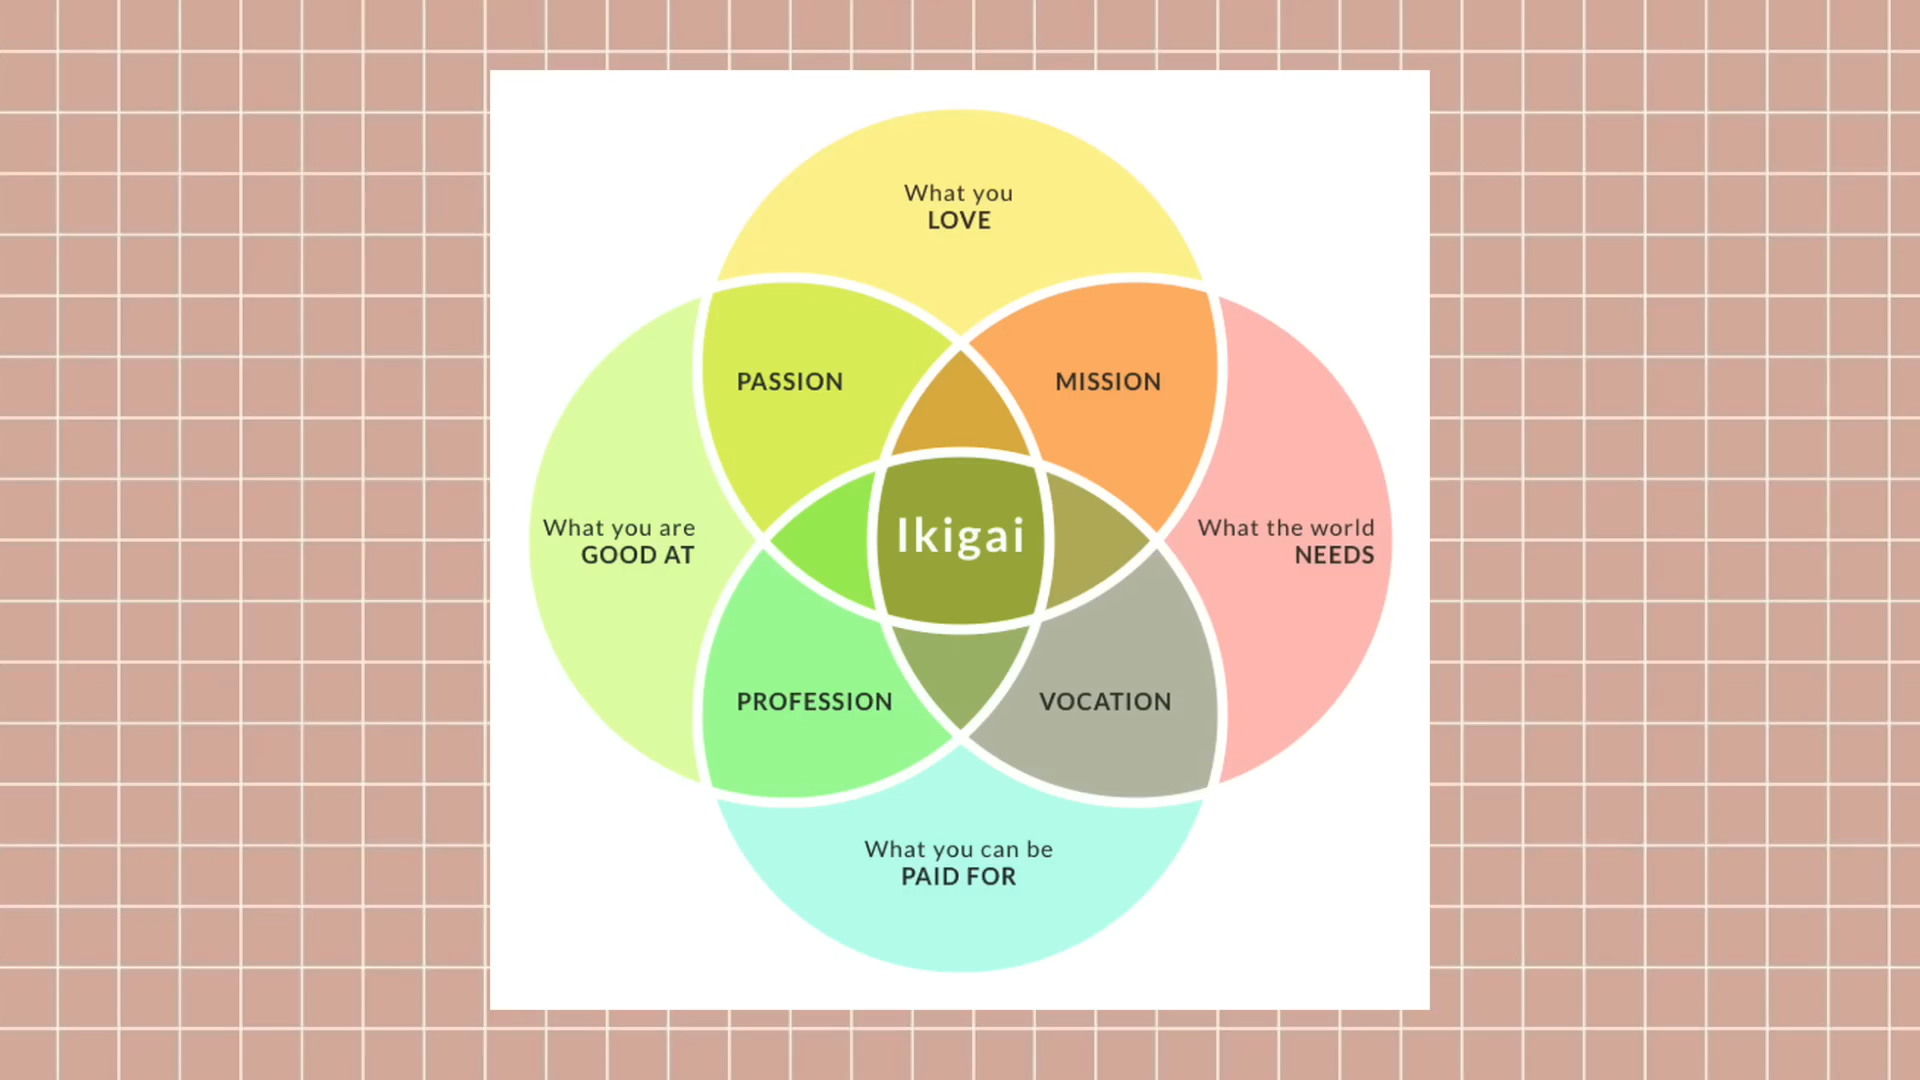 What you
LOVE
PASSION
MISSION
What you are
GOOD AT
Ikigai
What the world
NEEDS
PROFESSION
VOCATION
What you can be
PAID FOR